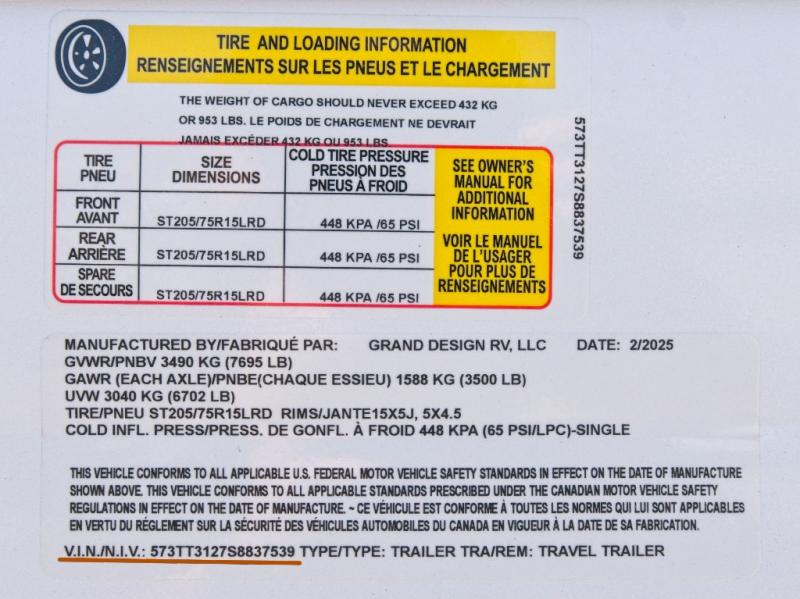 TIRE AND LOADING INFORMATION
RENSEIGNEMENTS SUR LES PNEUS ET LE CHARGEMENT
THE WEIGHT OF CARGO SHOULD NEVER EXCEED 432 KG
OR 953 LBS. LE POIDS DE CHARGEMENT NE DEVRAIT
JAMAIS EXCÉDER 432 KG OU 953 LBS.
TIRE
PNEU
SIZE
DIMENSIONS
COLD TIRE PRESSURE
PRESSION DES
PNEUS À FROID
FRONT
AVANT
ST205/75R15LRD
448 KPA /65 PSI
REAR
ARRIÈRE
ST205/75R15LRD
448 KPA /65 PSI
SPARE
DE SECOURS
ST205/75R15LRD
448 KPA /65 PSI
SEE OWNER'S
MANUAL FOR
ADDITIONAL
INFORMATION
VOIR LE MANUEL
DE L'USAGER
POUR PLUS DE
RENSEIGNEMENTS
573TT3127S8837539
MANUFACTURED BY/FABRIQUÉ PAR: GRAND DESIGN RV, LLC DATE: 2/2025
GVWR/PNBV 3490 KG (7695 LB)
GAWR (EACH AXLE)/PNBE(CHAQUE ESSIEU) 1588 KG (3500 LB)
UVW 3040 KG (6702 LB)
TIRE/PNEU ST205/75R15LRD RIMS/JANTE15X5J, 5X4.5
COLD INFL. PRESS/PRESS. DE GONFL. À FROID 448 KPA (65 PSI/LPC)-SINGLE
THIS VEHICLE CONFORMS TO ALL APPLICABLE U.S. FEDERAL MOTOR VEHICLE SAFETY STANDARDS IN EFFECT ON THE DATE OF MANUFACTURE
SHOWN ABOVE. THIS VEHICLE CONFORMS TO ALL APPLICABLE STANDARDS PRESCRIBED UNDER THE CANADIAN MOTOR VEHICLE SAFETY
REGULATIONS IN EFFECT ON THE DATE OF MANUFACTURE. ~ CE VÉHICULE EST CONFORME À TOUTES LES NORMES QUI LUI SONT APPLICABLES
EN VERTU DU RÉGLEMENT SUR LA SÉCURITÉ DES VÉHICULES AUTOMOBILES DU CANADA EN VIGUEUR À LA DATE DE SA FABRICATION.
V.I.N./N.I.V.: 573TT3127S8837539 TYPE/TYPE: TRAILER TRA/REM: TRAVEL TRAILER